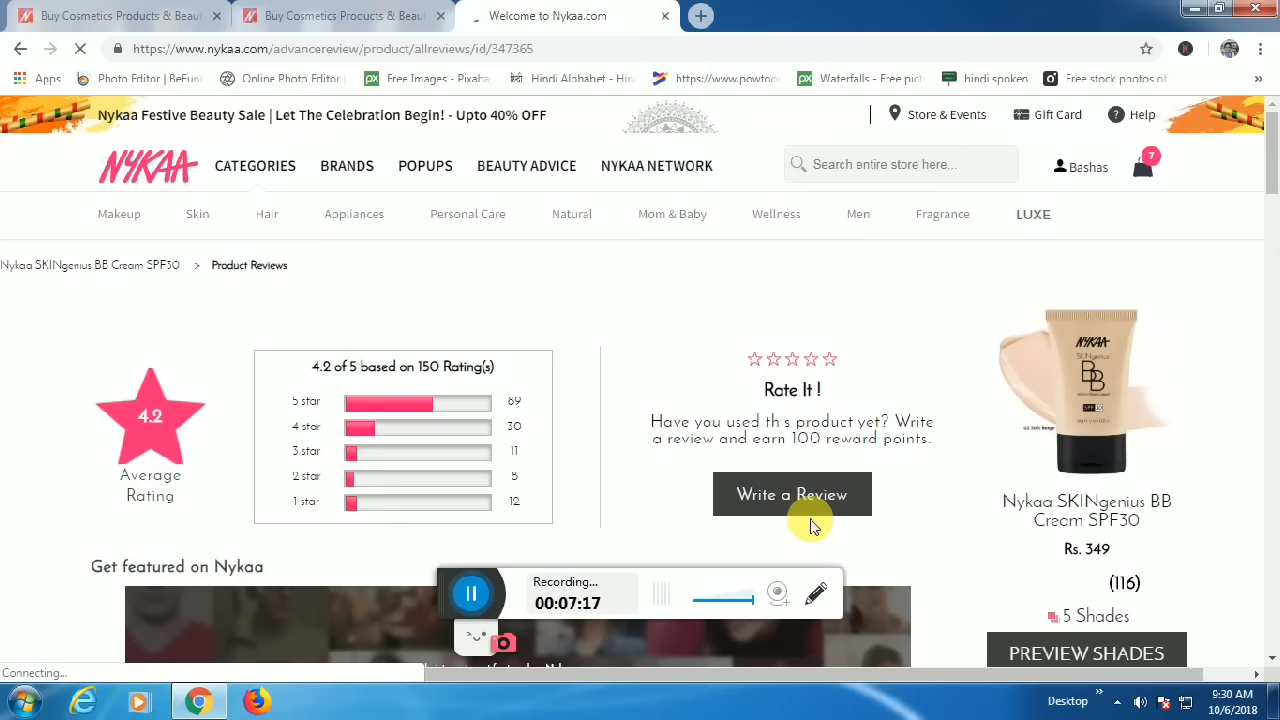 Buy Cosmetics Products & Beaut
Buy Cosmetics Products & Beaut
Welcome to Nykaa.com
https://www.nykaa.com/advancereview/product/allreviews/id/347365
Apps
Photo Editor | BeFun
Online Photo Editor |
Free Images - Pixaba
Hindi Alphabet - Hin
https://www.powtoo
Waterfalls - Free pict
hindi spoken
Free stock photos of
»
Nykaa Festive Beauty Sale | Let The Celebration Begin! - Upto 40% OFF
Store & Events
Gift Card
Help
NYKAA
CATEGORIES
BRANDS
POPUPS
BEAUTY ADVICE
NYKAA NETWORK
Search entire store here...
Bashas
7
Makeup
Skin
Hair
Appliances
Personal Care
Natural
Mom & Baby
Wellness
Men
Fragrance
LUXE
Nykaa SKINgenius BB Cream SPF30 > Product Reviews
4.2
Average
Rating
4.2 of 5 based on 150 Rating(s)
5 star 89
4 star 30
3 star 11
2 star 8
1 star 12
Rate It !
Have you used this product yet? Write
a review and earn 100 reward points.
Write a Review
NYKAA
SKINgenius
BB
SPF 30
Nykaa SKINgenius BB
Cream SPF30
Rs. 349
(116)
5 Shades
PREVIEW SHADES
Get featured on Nykaa
Recording...
00:07:17
Connecting...
Desktop
»
9:30 AM
10/6/2018